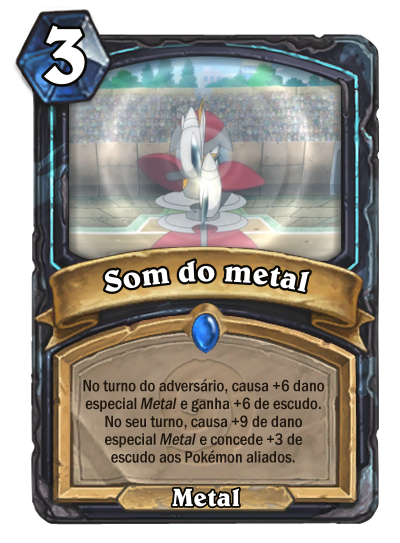 3
Som do metal
No turno do adversário, causa +6 dano
especial Metal e ganha +6 de escudo.
No seu turno, causa +9 de dano
especial Metal e concede +3 de
escudo aos Pokémon aliados.
Metal